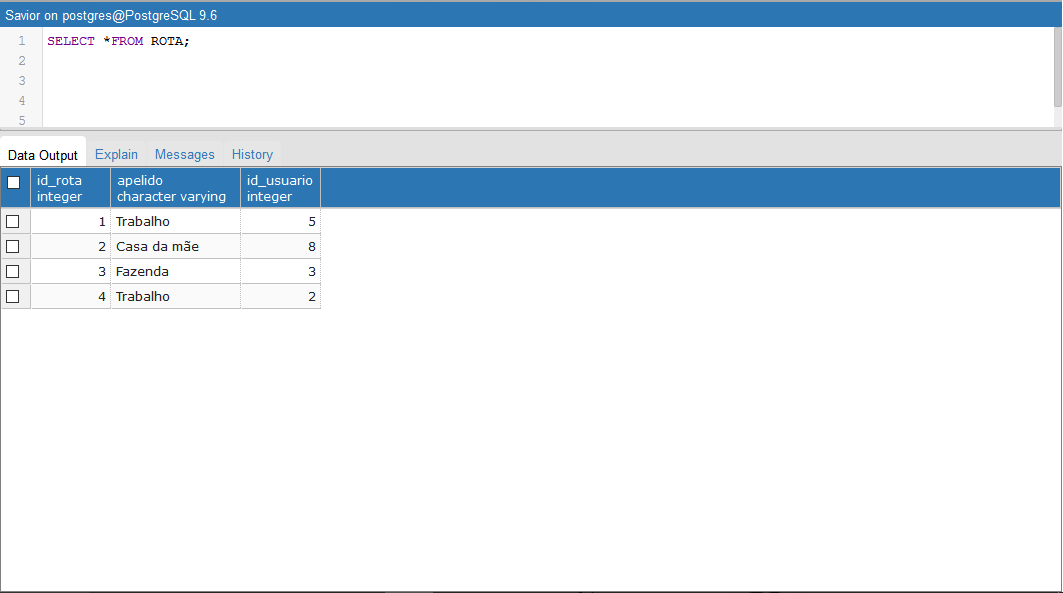 Savior on postgres@PostgreSQL 9.6
1 SELECT *FROM ROTA;
2
3
4
5
Data Output Explain Messages History
id_rota apelido id_usuario
integer character varying integer
1 Trabalho 5
2 Casa da mãe 8
3 Fazenda 3
4 Trabalho 2